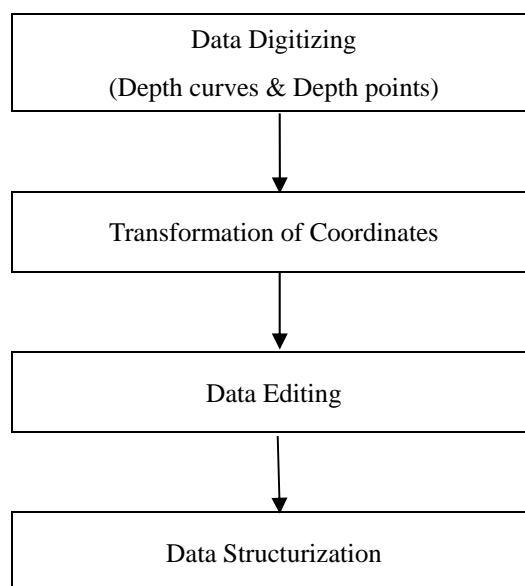 Data Digitizing
(Depth curves & Depth points)
Transformation of Coordinates
Data Editing
Data Structurization